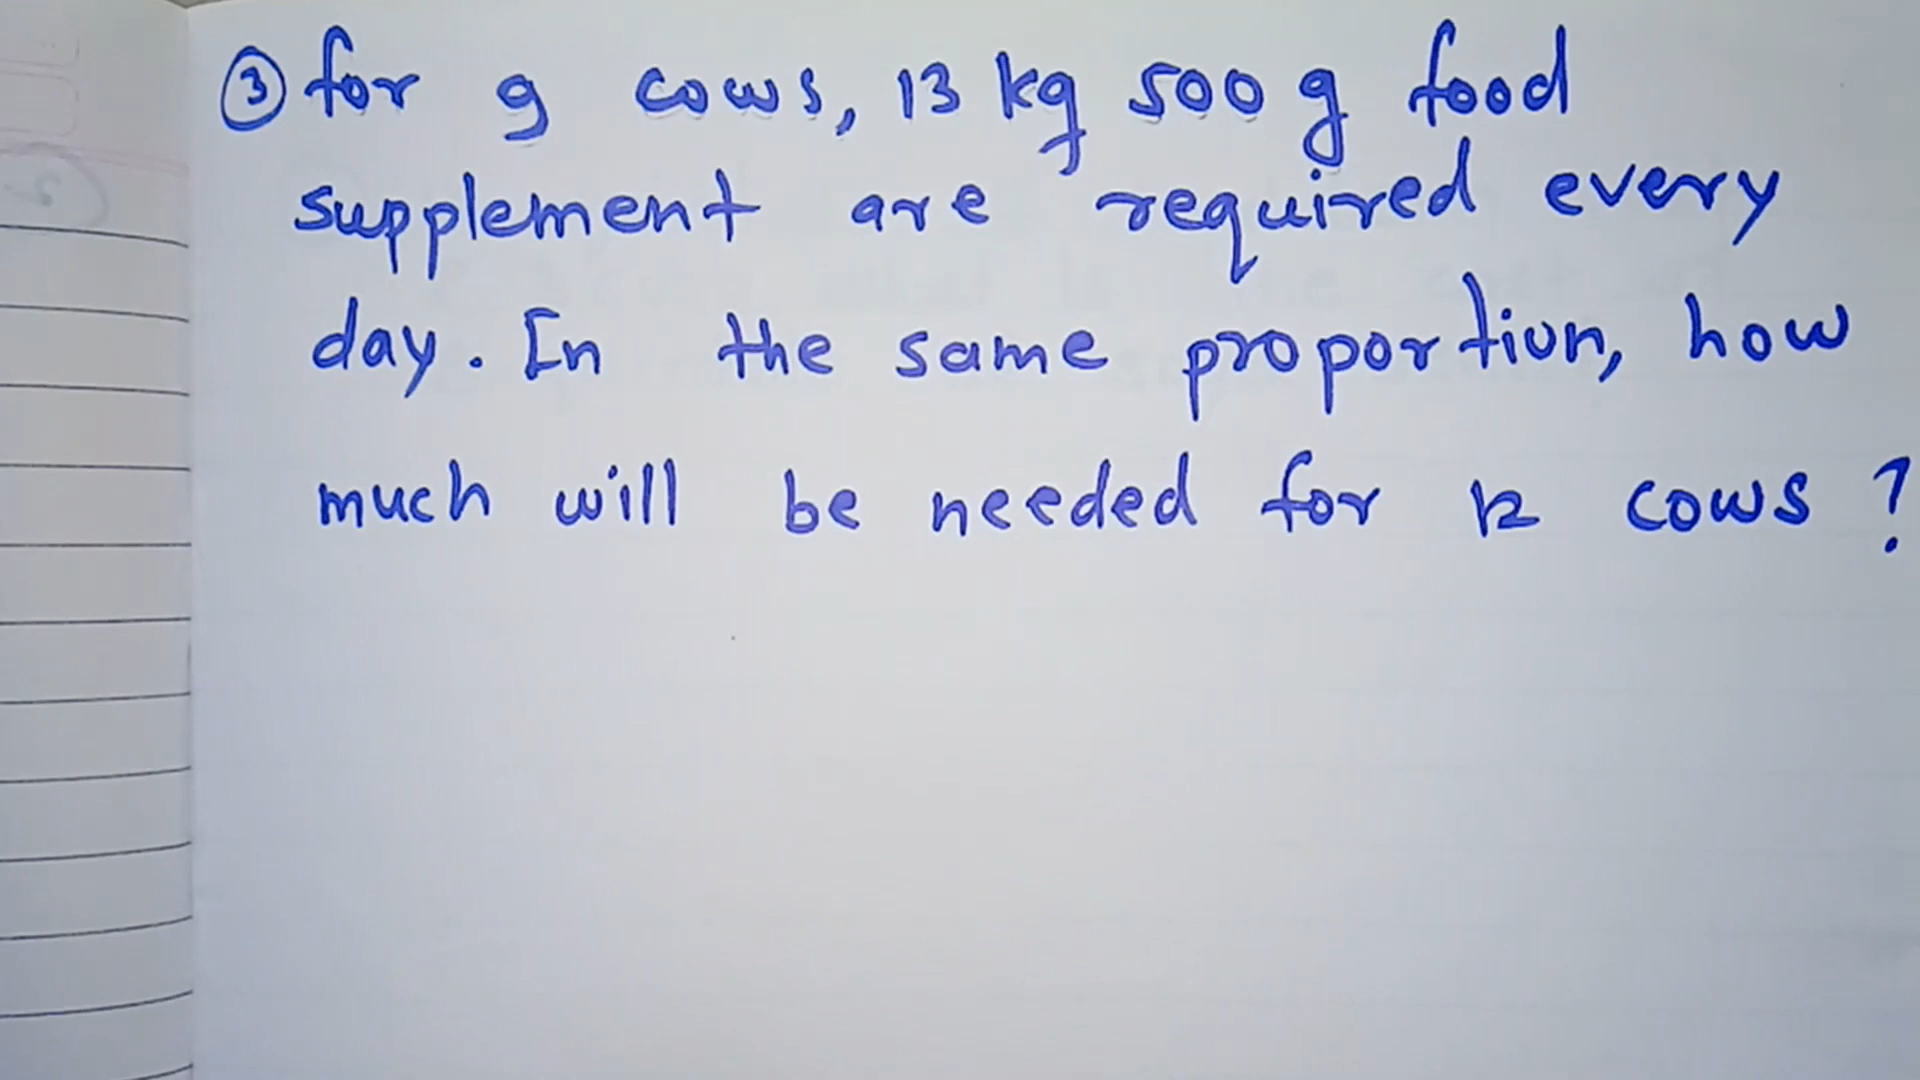 ③ for 9 cows, 13 kg 500 g food
supplement are required every
day. In the same proportion, how
much will be needed for 12 cows ?